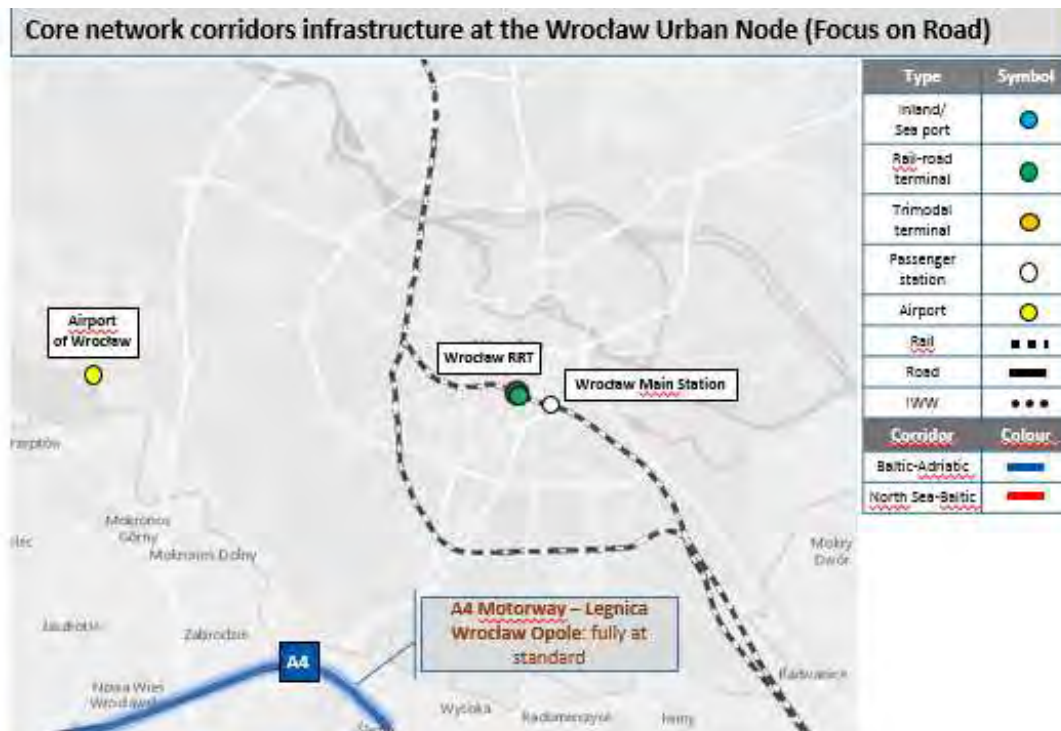 Core network corridors infrastructure at the Wrocław Urban Node (Focus on Road)
Type Symbol
Inland/
Sea port
Rail-road
terminal
Trimodal
terminal
Passenger
station
Airport
Rail
Road
IWW
Corridor Colour
Baltic-Adriatic
North Sea-Baltic
Airport
of Wrocław
Wrocław RRT
Wrocław Main Station
Mokronos
Górny
Mokronos Dolny
Mokry
Dwór
Zabrodzie
A4 Motorway – Legnica
Wrocław Opole: fully at
standard
A4
Nowa Wieś
Wrocławska
Wysoka
Radwanice